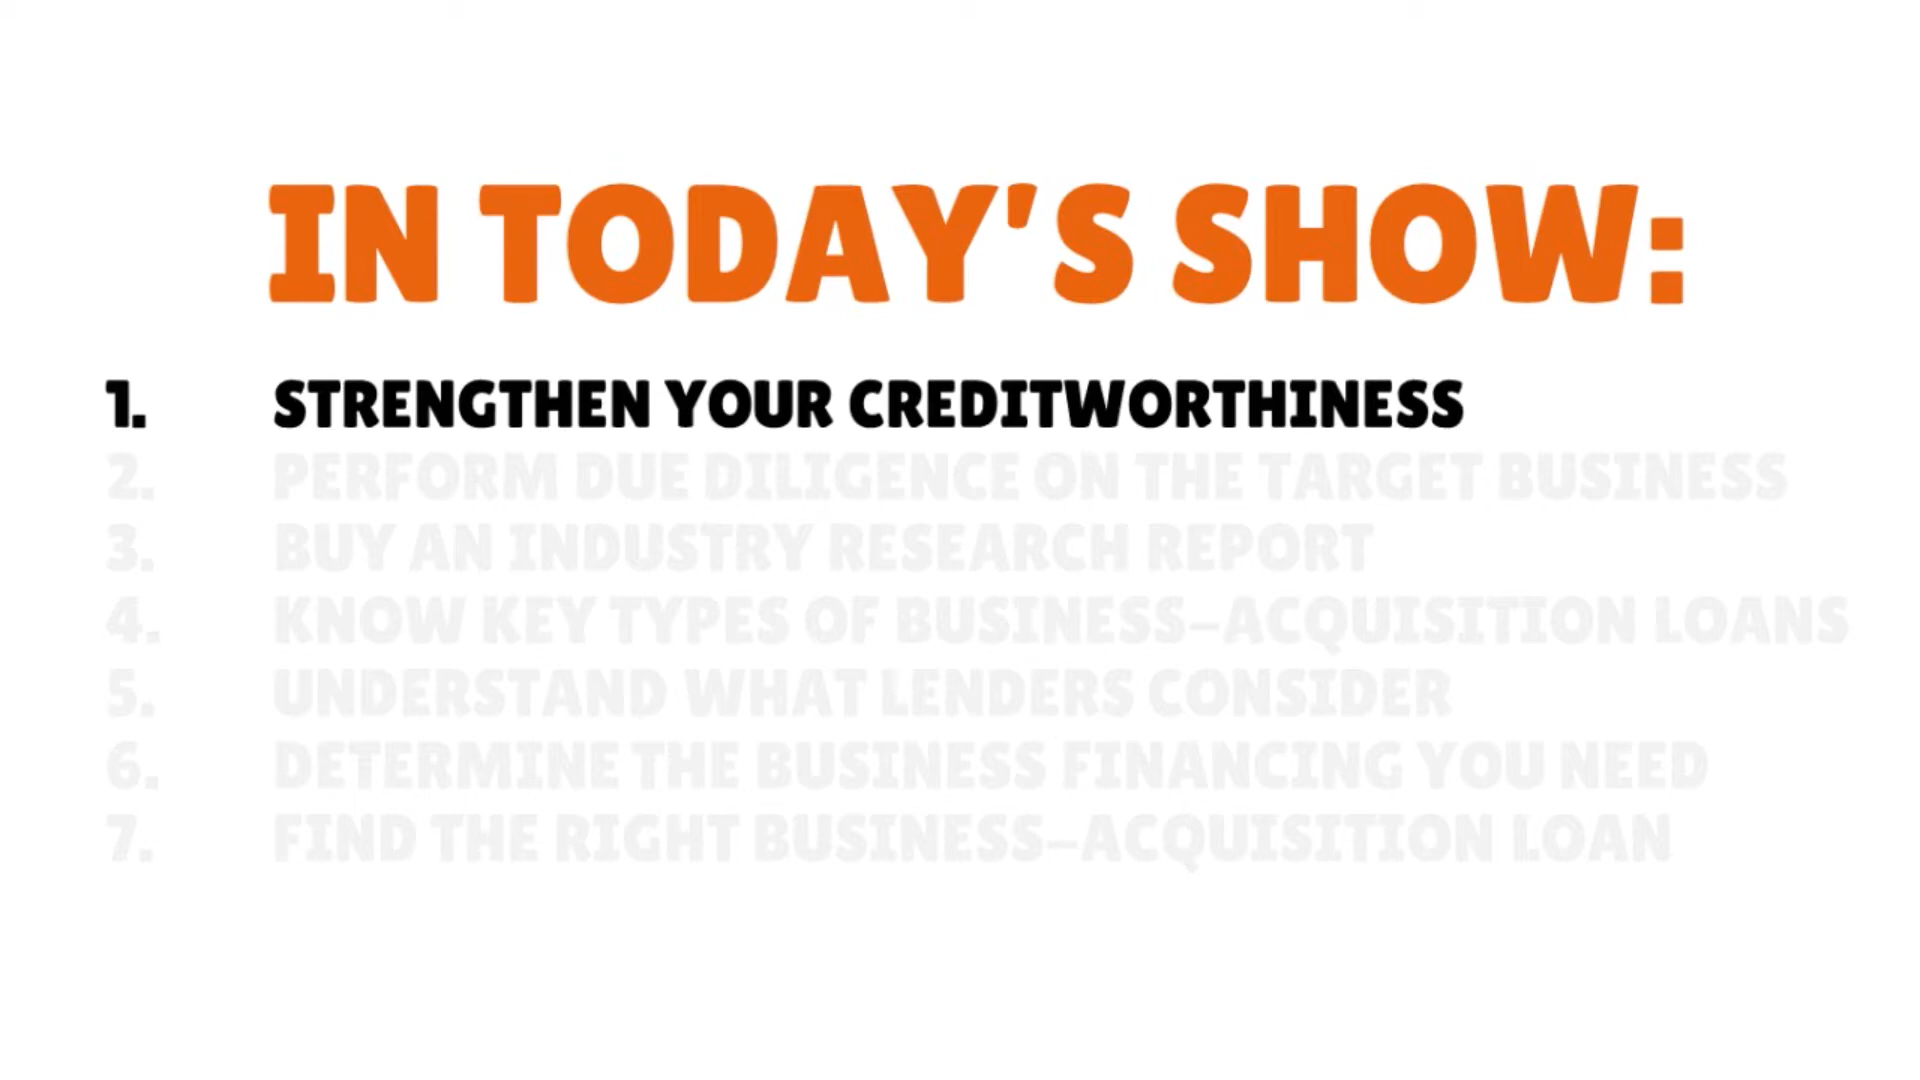 IN TODAY'S SHOW:
1. STRENGTHEN YOUR CREDITWORTHINESS
2. PERFORM DUE DILIGENCE ON THE TARGET BUSINESS
3. BUY AN INDUSTRY RESEARCH REPORT
4. KNOW KEY TYPES OF BUSINESS–ACQUISITION LOANS
5. UNDERSTAND WHAT LENDERS CONSIDER
6. DETERMINE THE BUSINESS FINANCING YOU NEED
7. FIND THE RIGHT BUSINESS–ACQUISITION LOAN